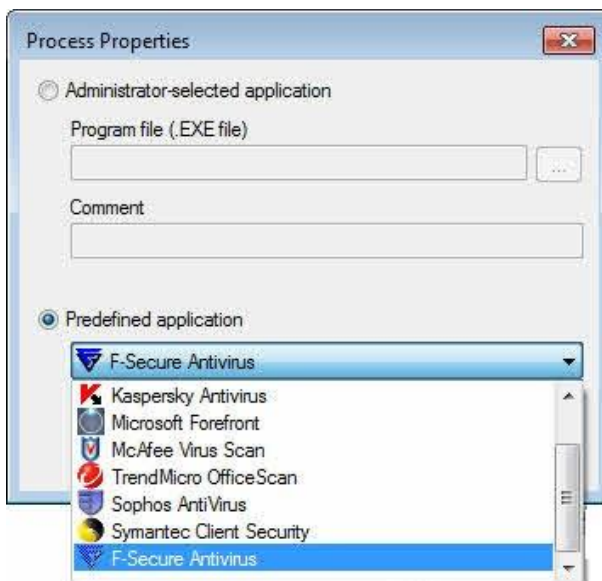 Process Properties
Administrator-selected application
Program file (.EXE file)
...
Comment
Predefined application
F-Secure Antivirus
Kaspersky Antivirus
Microsoft Forefront
McAfee Virus Scan
TrendMicro OfficeScan
Sophos AntiVirus
Symantec Client Security
F-Secure Antivirus